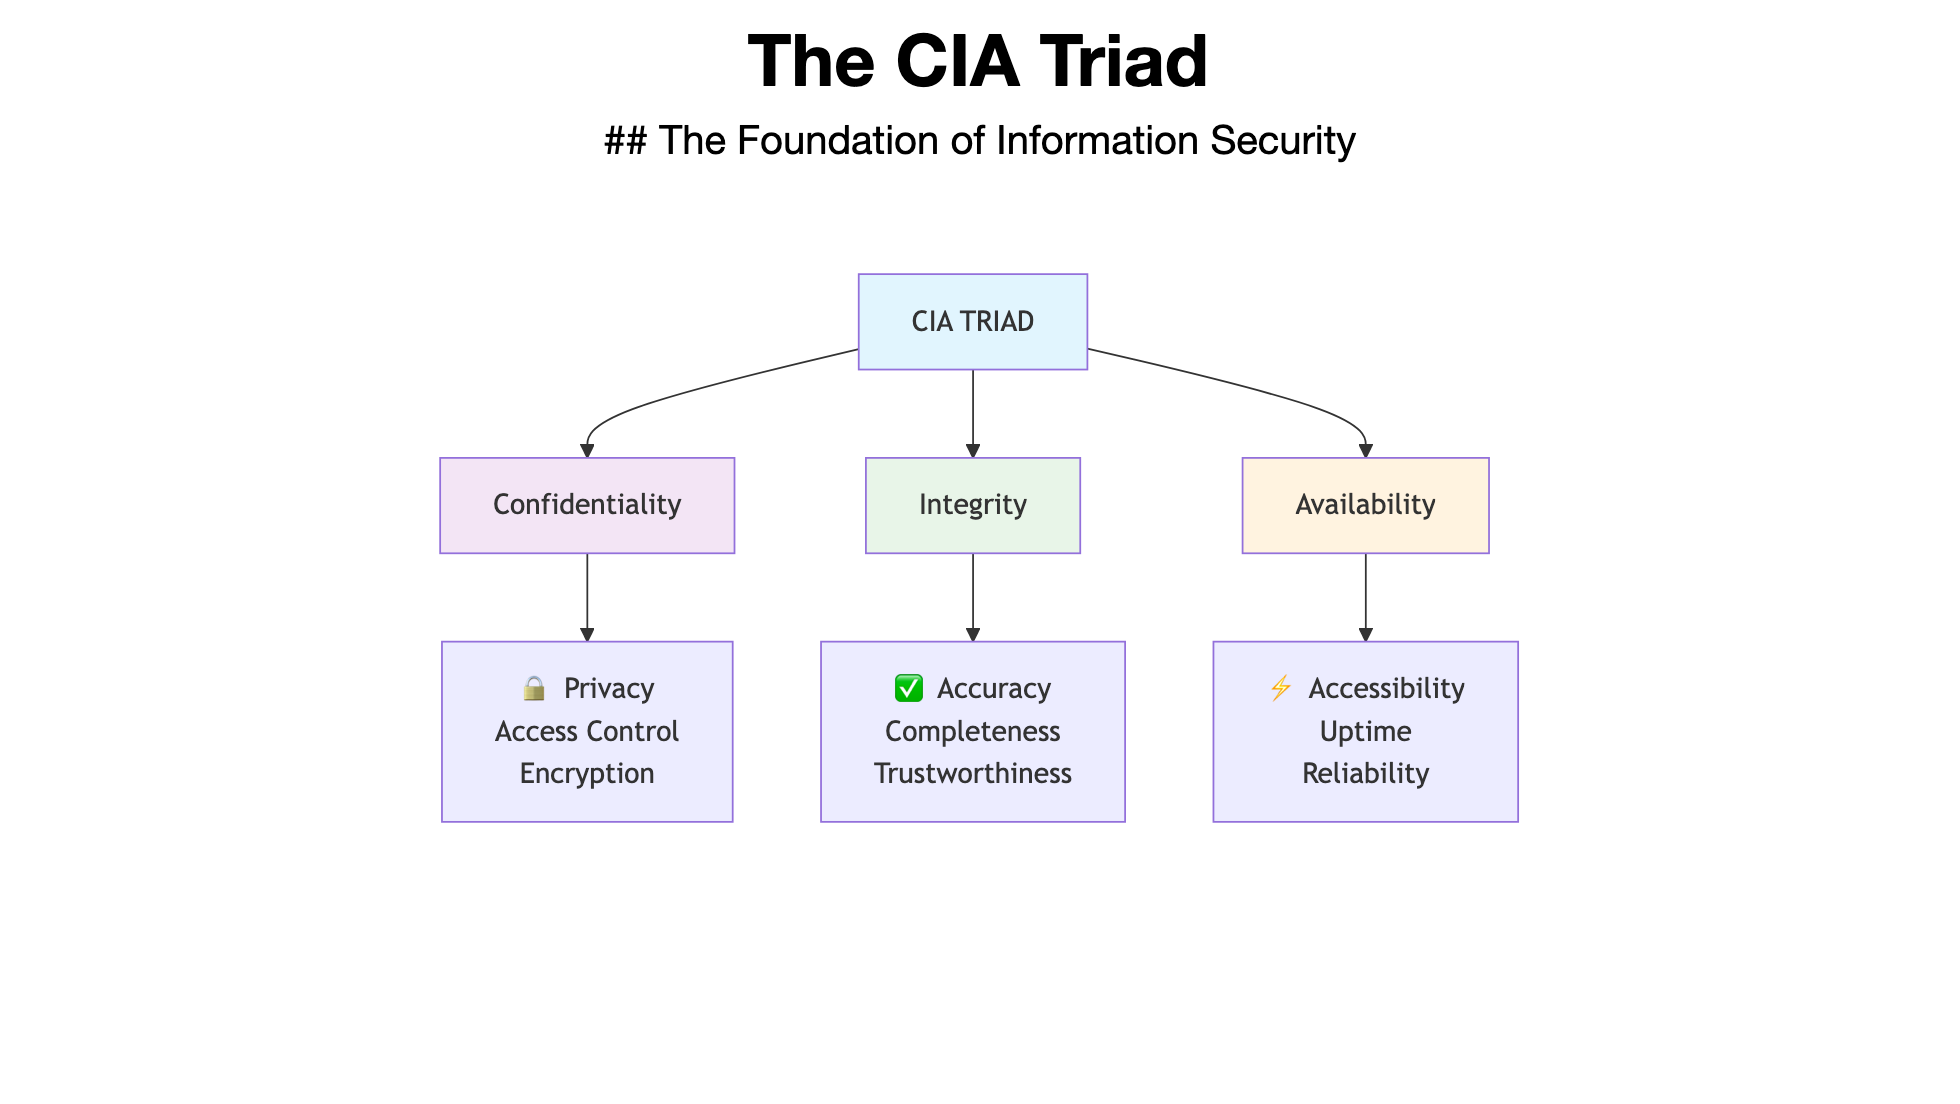 The CIA Triad
## The Foundation of Information Security
CIA TRIAD
Confidentiality
Integrity
Availability
🔒 Privacy
Access Control
Encryption
✅ Accuracy
Completeness
Trustworthiness
⚡ Accessibility
Uptime
Reliability